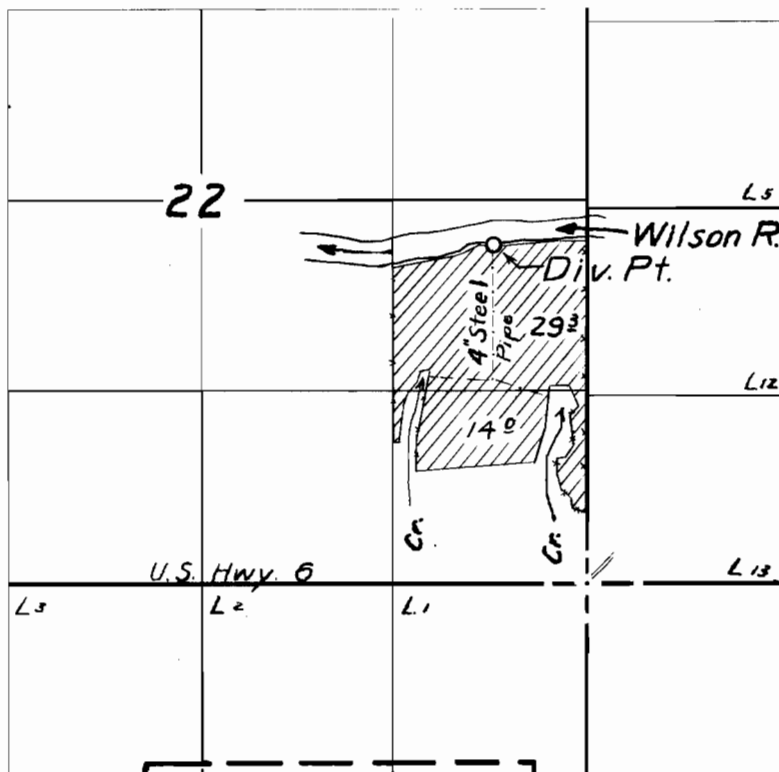 22
L5
Wilson R.
Div. Pt.
4" Steel
Pipe
29.3
L12
14.0
Cr.
Cr.
U.S. Hwy. 6
L13
L3
L2
L.1